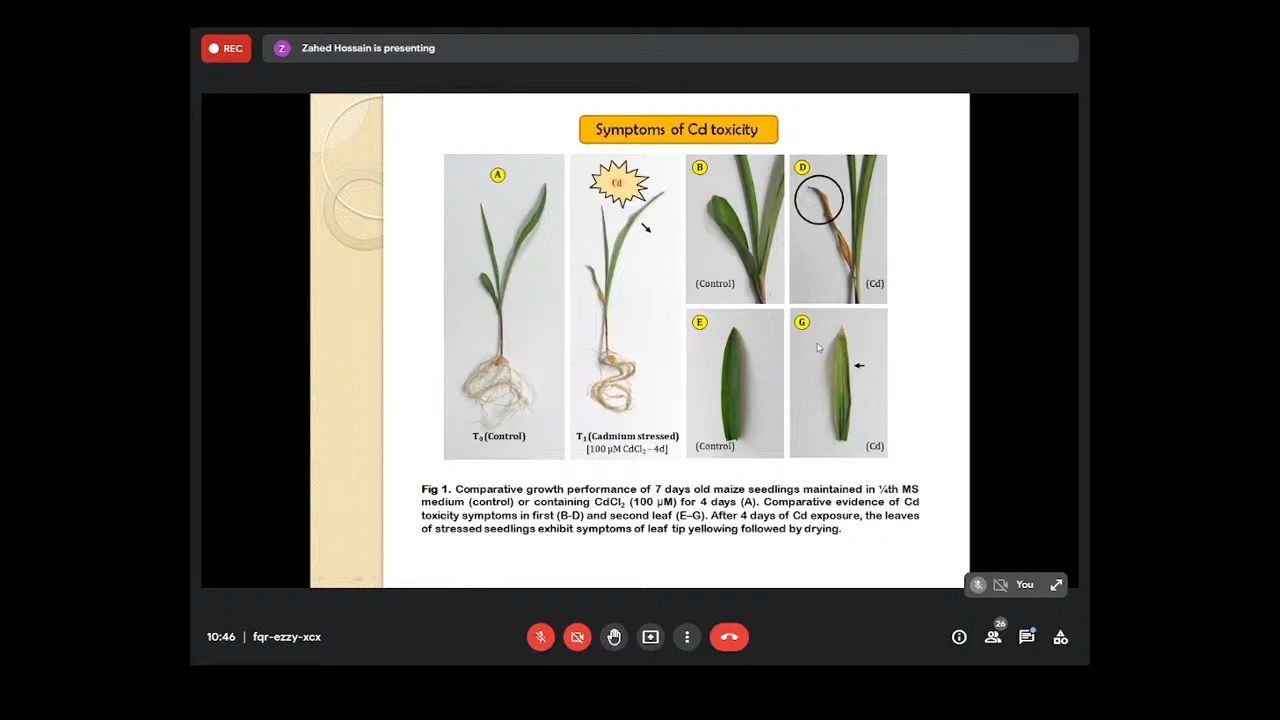 REC
Z
Zahed Hossain is presenting
Symptoms of Cd toxicity
A
Cd
B
D
(Control)
(Cd)
E
G
T0 (Control)
T1 (Cadmium stressed)
[100 µM CdCl2 – 4d]
(Control)
(Cd)
Fig 1. Comparative growth performance of 7 days old maize seedlings maintained in ¼th MS
medium (control) or containing CdCl2 (100 µM) for 4 days (A). Comparative evidence of Cd
toxicity symptoms in first (B-D) and second leaf (E–G). After 4 days of Cd exposure, the leaves
of stressed seedlings exhibit symptoms of leaf tip yellowing followed by drying.
You
10:46 | fqr-ezzy-xcx
26